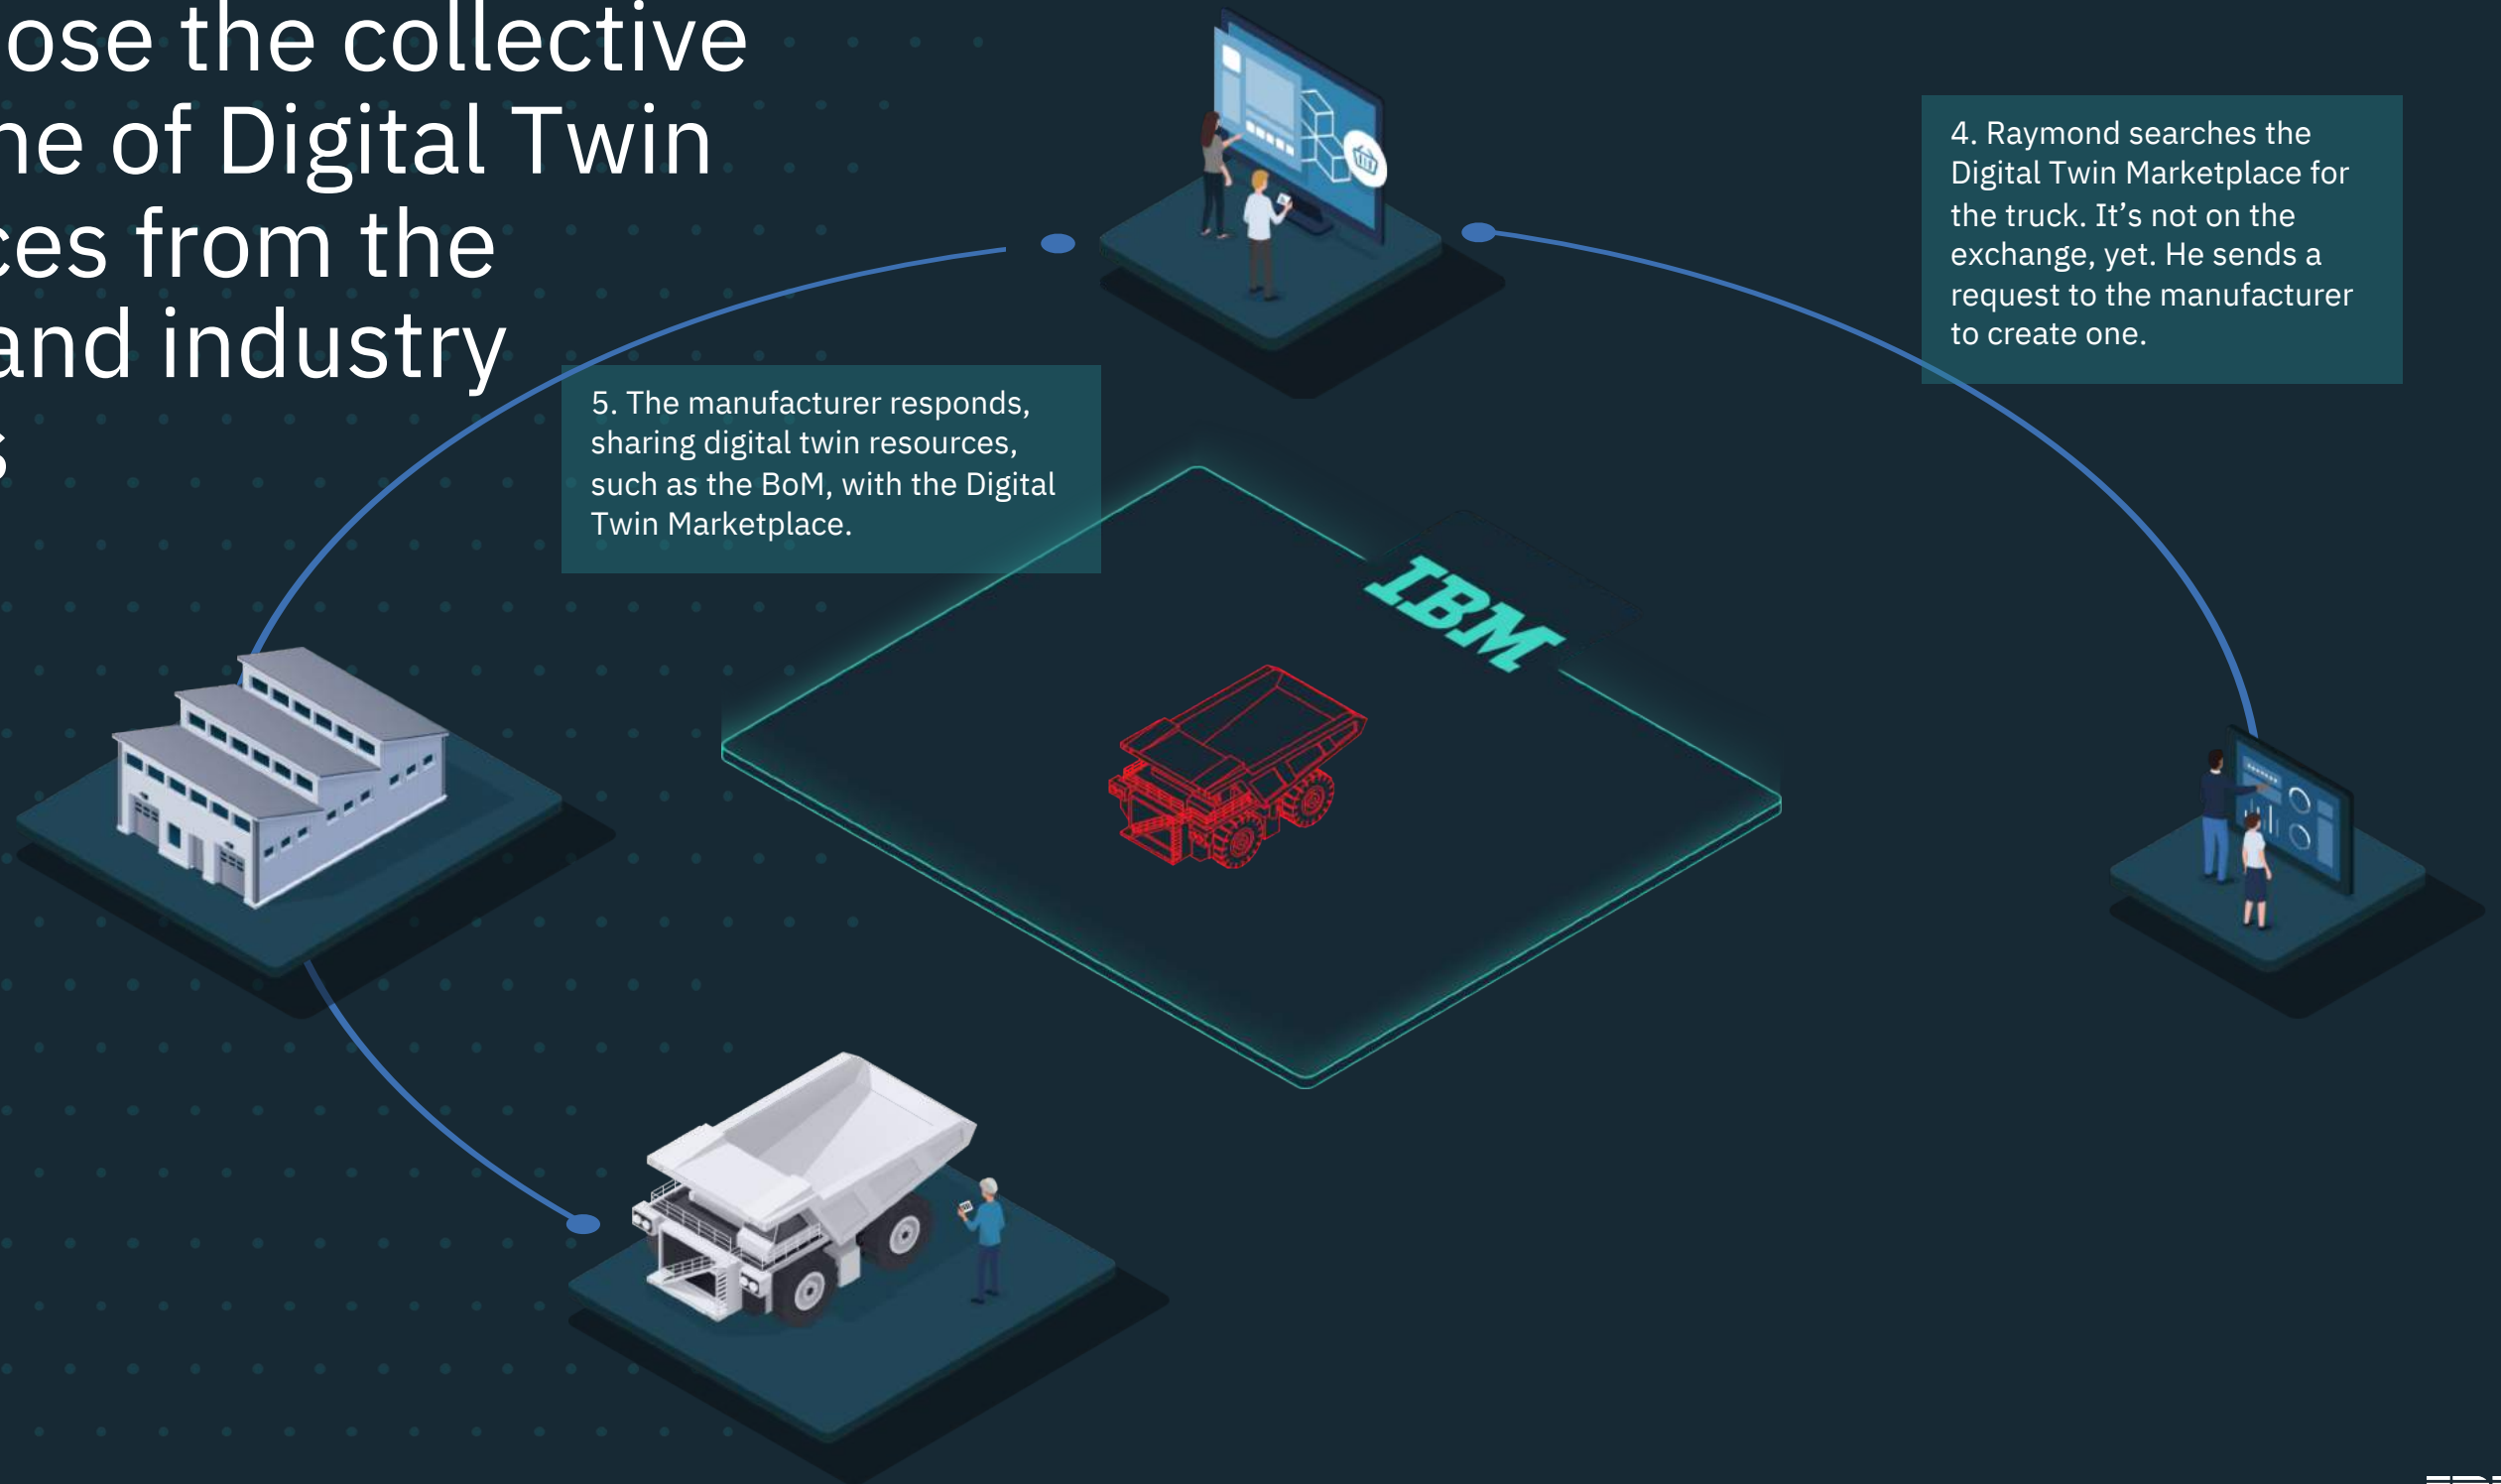 ose the collective
ne of Digital Twin
ces from the
and industry
s
4. Raymond searches the
Digital Twin Marketplace for
the truck. It’s not on the
exchange, yet. He sends a
request to the manufacturer
to create one.
5. The manufacturer responds,
sharing digital twin resources,
such as the BoM, with the Digital
Twin Marketplace.
IBM